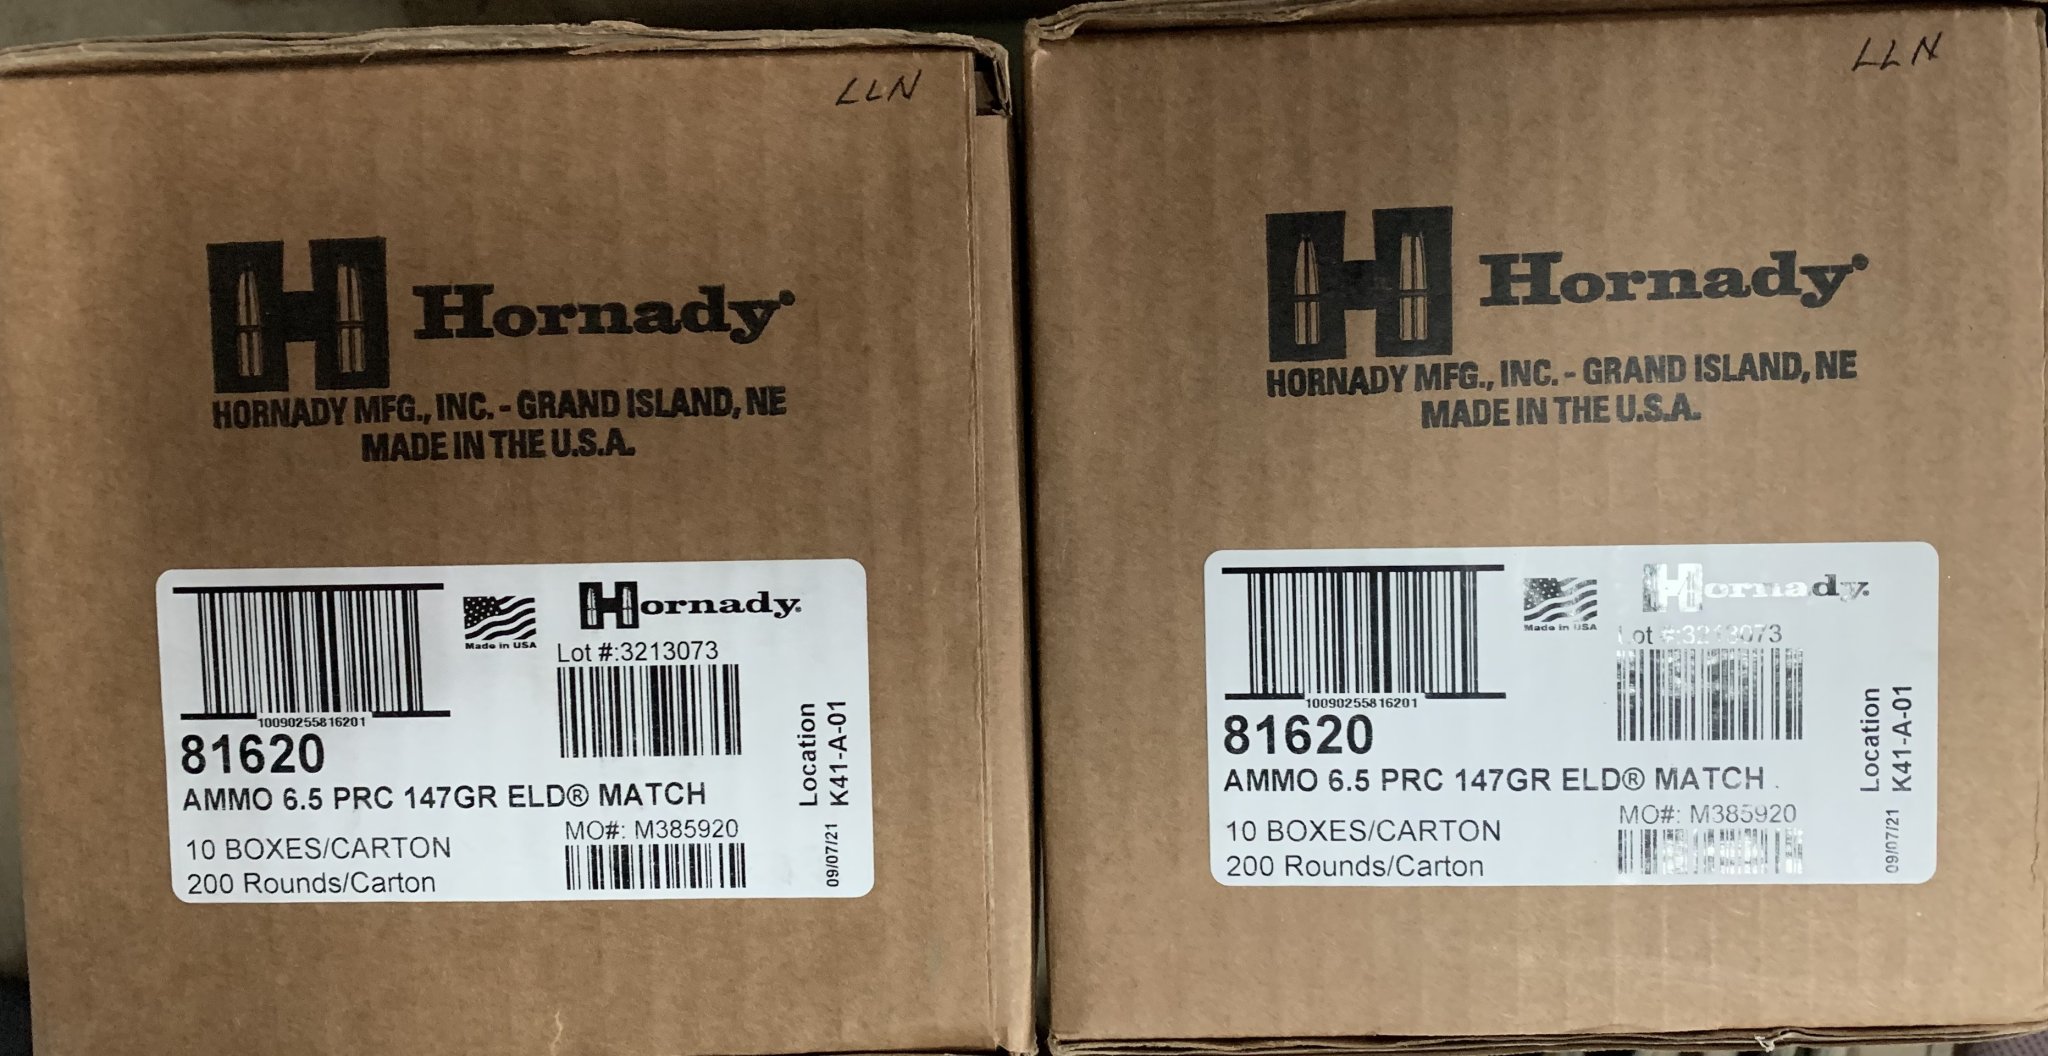 LLN
Hornady®
HORNADY MFG., INC. - GRAND ISLAND, NE
MADE IN THE U.S.A.
10090255816201
Made in USA
Hornady.
Lot #:3213073
81620
AMMO 6.5 PRC 147GR ELD® MATCH
10 BOXES/CARTON
200 Rounds/Carton
MO#: M385920
Location
K41-A-01
09/07/21
LLN
Hornady®
HORNADY MFG., INC. - GRAND ISLAND, NE
MADE IN THE U.S.A.
10090255816201
Made in USA
Hornady.
Lot #:3213073
81620
AMMO 6.5 PRC 147GR ELD® MATCH
10 BOXES/CARTON
200 Rounds/Carton
MO#: M385920
Location
K41-A-01
09/07/21